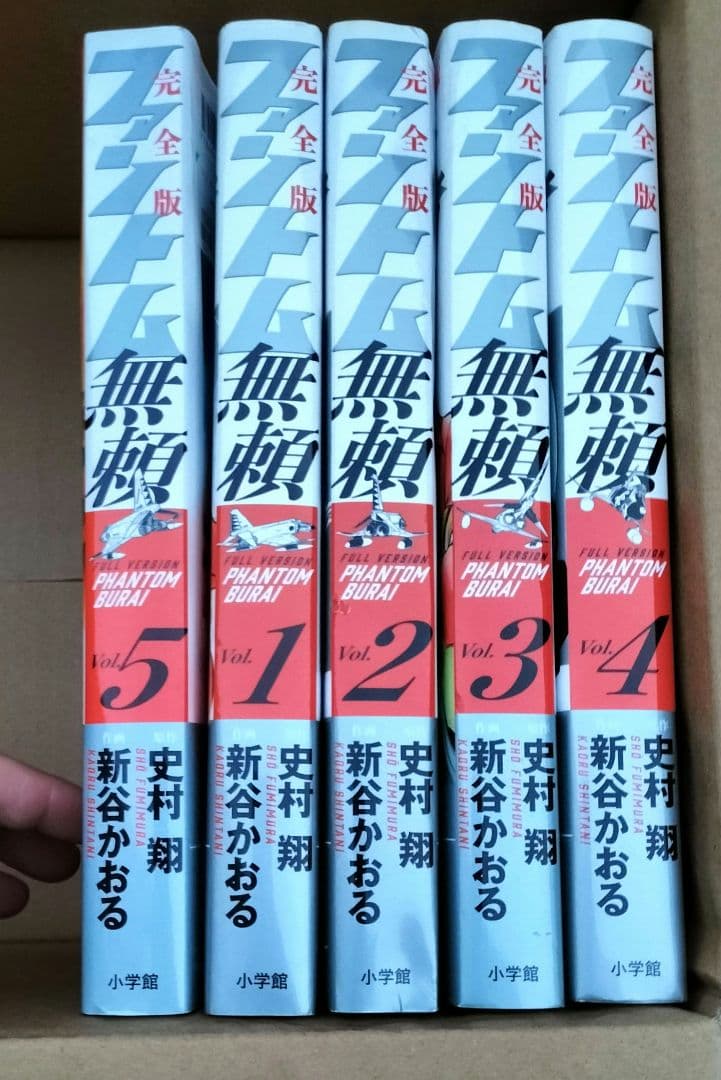 完全版
ファントム
無頼
FULL VERSION
PHANTOM
BURAI
Vol.5
原作
史村 翔
SHO FUMIMURA
作画
新谷かおる
KAORU SHINTANI
小学館
完全版
ファントム
無頼
FULL VERSION
PHANTOM
BURAI
Vol.1
原作
史村 翔
SHO FUMIMURA
作画
新谷かおる
KAORU SHINTANI
小学館
完全版
ファントム
無頼
FULL VERSION
PHANTOM
BURAI
Vol.2
原作
史村 翔
SHO FUMIMURA
作画
新谷かおる
KAORU SHINTANI
小学館
完全版
ファントム
無頼
FULL VERSION
PHANTOM
BURAI
Vol.3
原作
史村 翔
SHO FUMIMURA
作画
新谷かおる
KAORU SHINTANI
小学館
完全版
ファントム
無頼
FULL VERSION
PHANTOM
BURAI
Vol.4
原作
史村 翔
SHO FUMIMURA
作画
新谷かおる
KAORU SHINTANI
小学館